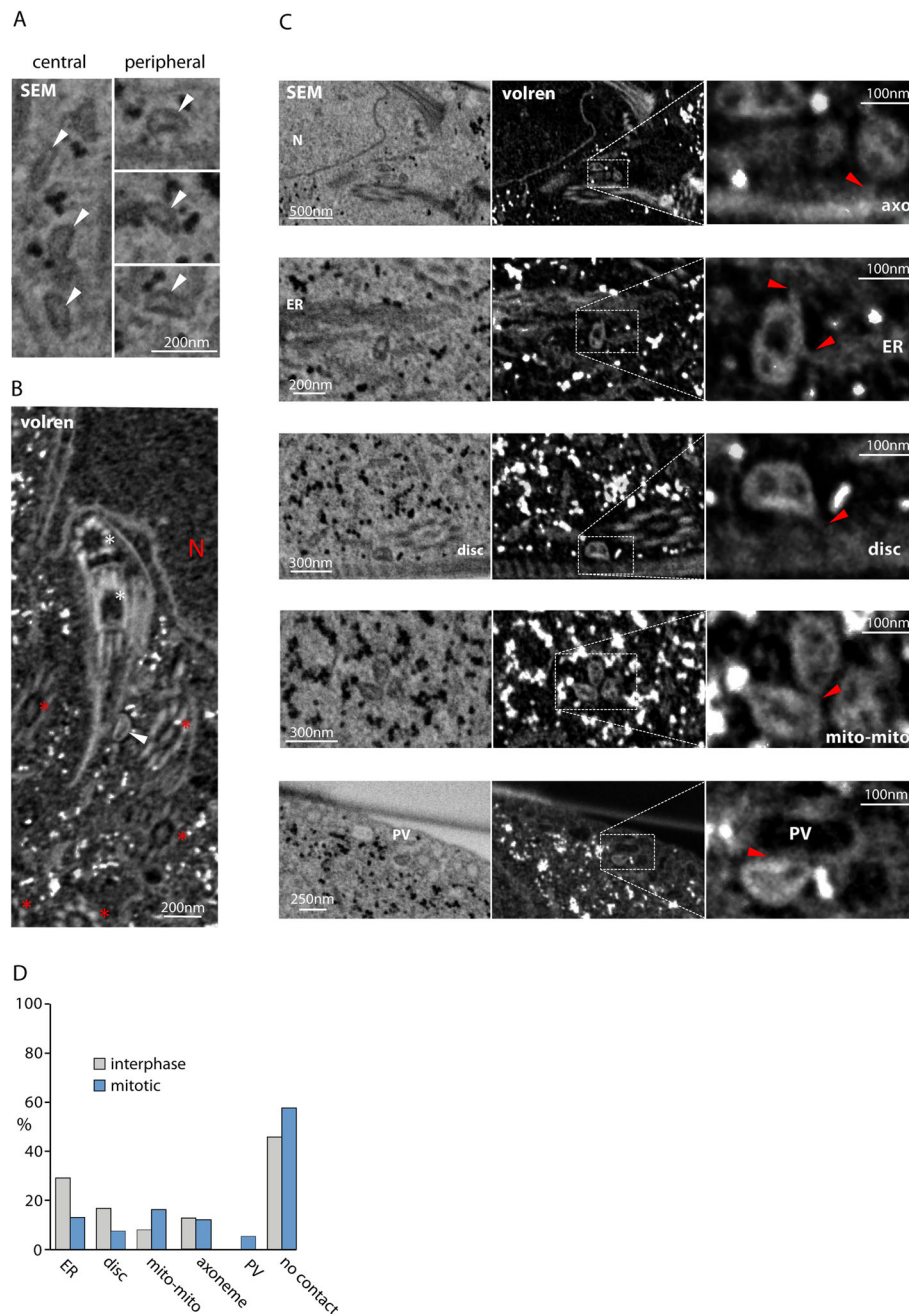 A
central peripheral
SEM
200nm
B
volren
N
* *
* * * * *
200nm
C
SEM volren 100nm
N
500nm axo
100nm
ER
ER
200nm
100nm
disc disc
300nm
100nm
300nm mito-mito
100nm
PV PV
250nm
D
100
80
60
%
40
20
0
interphase
mitotic
ER disc mito-mito axoneme PV no contact